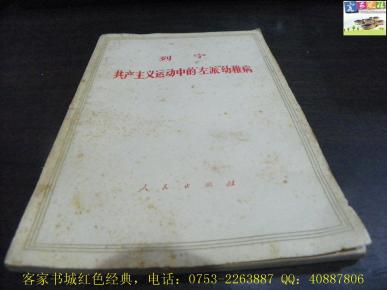 列宁
共产主义运动中的“左派”幼稚病
人民出版社
客家书城红色经典，电话：0753-2263887 QQ：40887806